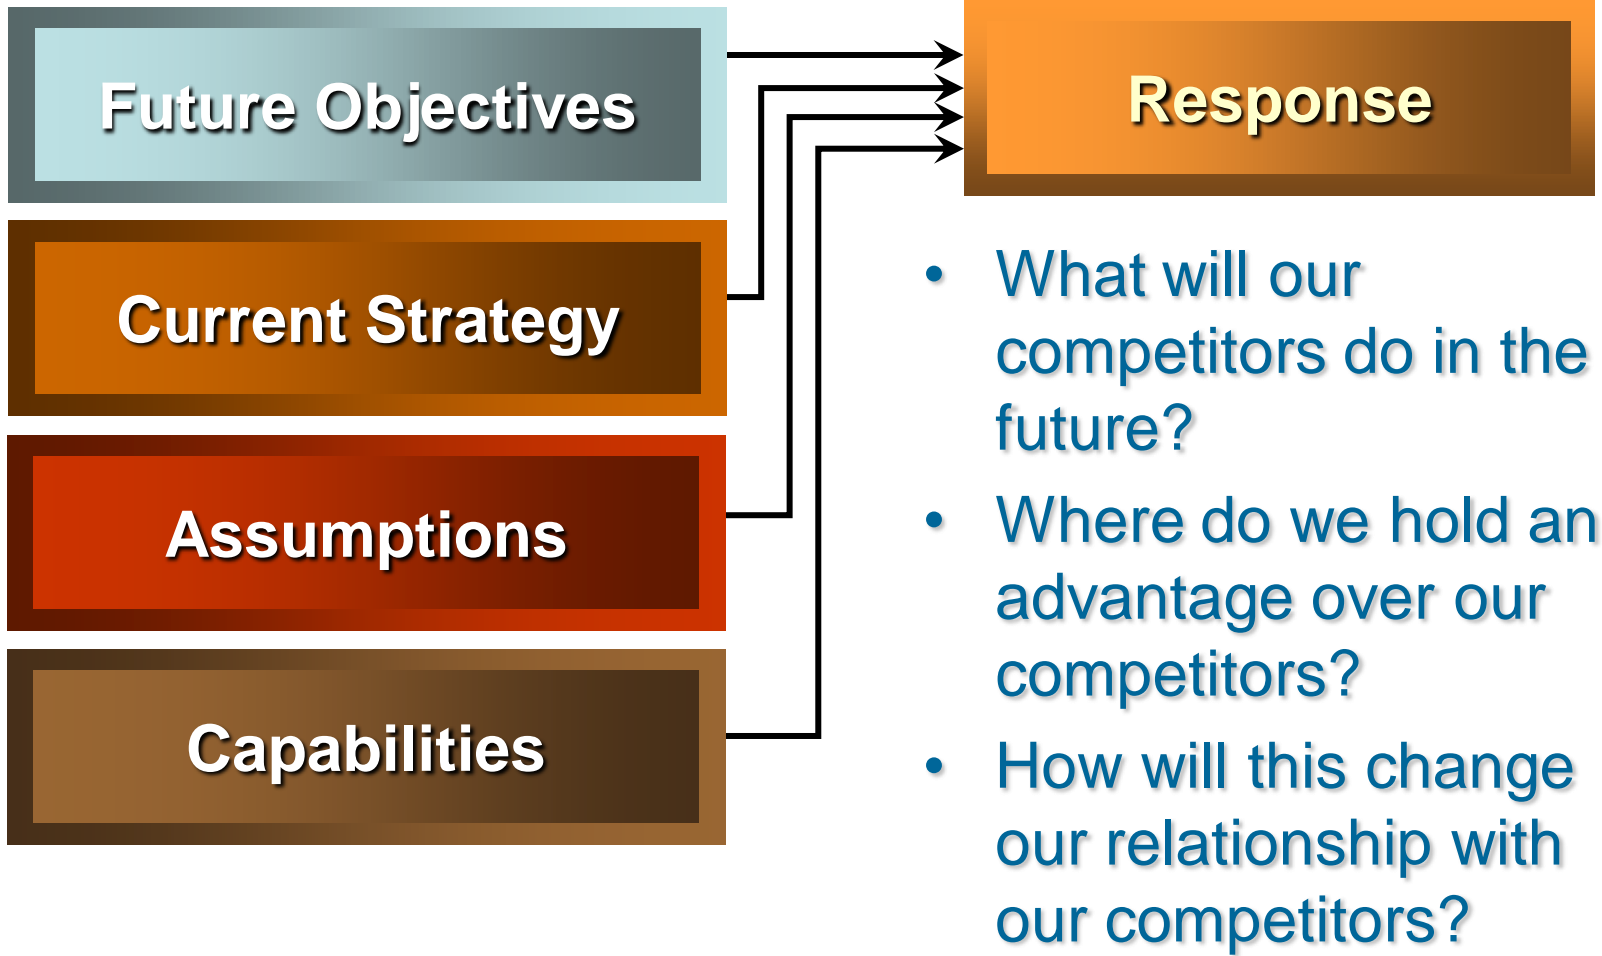 Future Objectives
Current Strategy
Assumptions
Capabilities
Response
• What will our
competitors do in the
future?
• Where do we hold an
advantage over our
competitors?
• How will this change
our relationship with
our competitors?